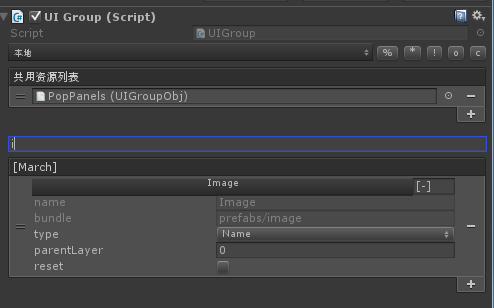 UI Group (Script)
Script UIGroup
本地 % * ! o c
共用资源列表
PopPanels (UIGroupObj)
i
[March]
Image [-]
name Image
bundle prefabs/image
type Name
parentLayer 0
reset